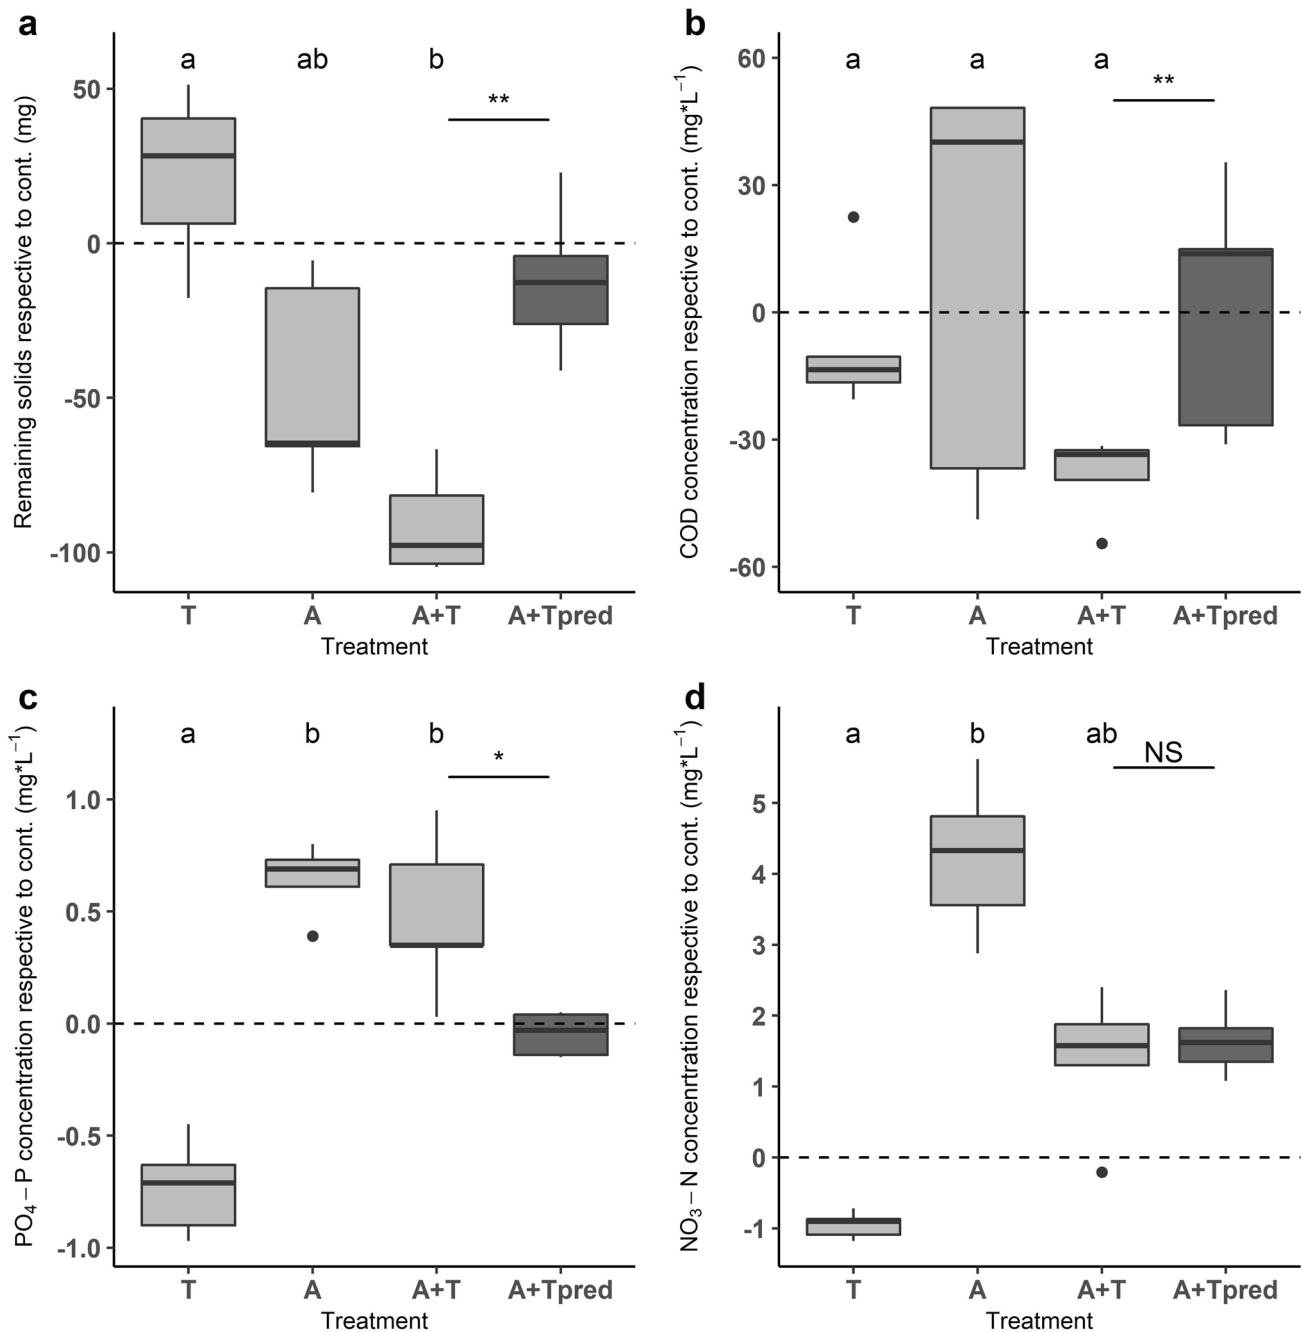 a
Remaining solids respective to cont. (mg)
50
0
-50
-100
a ab b
**
T A A+T A+Tpred
Treatment
b
COD concentration respective to cont. (mg*L⁻¹)
60
30
0
-30
-60
a a a
**
T A A+T A+Tpred
Treatment
c
PO₄−P concentration respective to cont. (mg*L⁻¹)
1.0
0.5
0.0
-0.5
-1.0
a b b
*
T A A+T A+Tpred
Treatment
d
NO₃−N concenrtration respective to cont. (mg*L⁻¹)
5
4
3
2
1
0
-1
a b ab
NS
T A A+T A+Tpred
Treatment